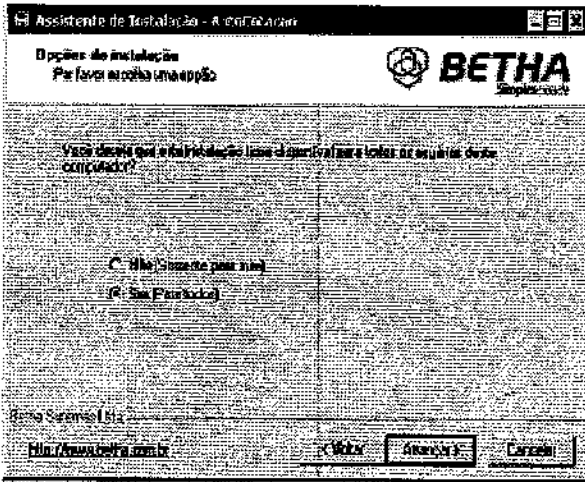 Assistente de Instalação -
Opções de instalação
Por favor escolha uma opção
BETHA
Você deseja que esta instalação fique disponível para todos os usuários deste
computador?
Não (Somente para mim)
Sim (Para todos)
Betha Sistemas Ltda
http://www.betha.com.br
< Voltar
Avançar >
Cancela